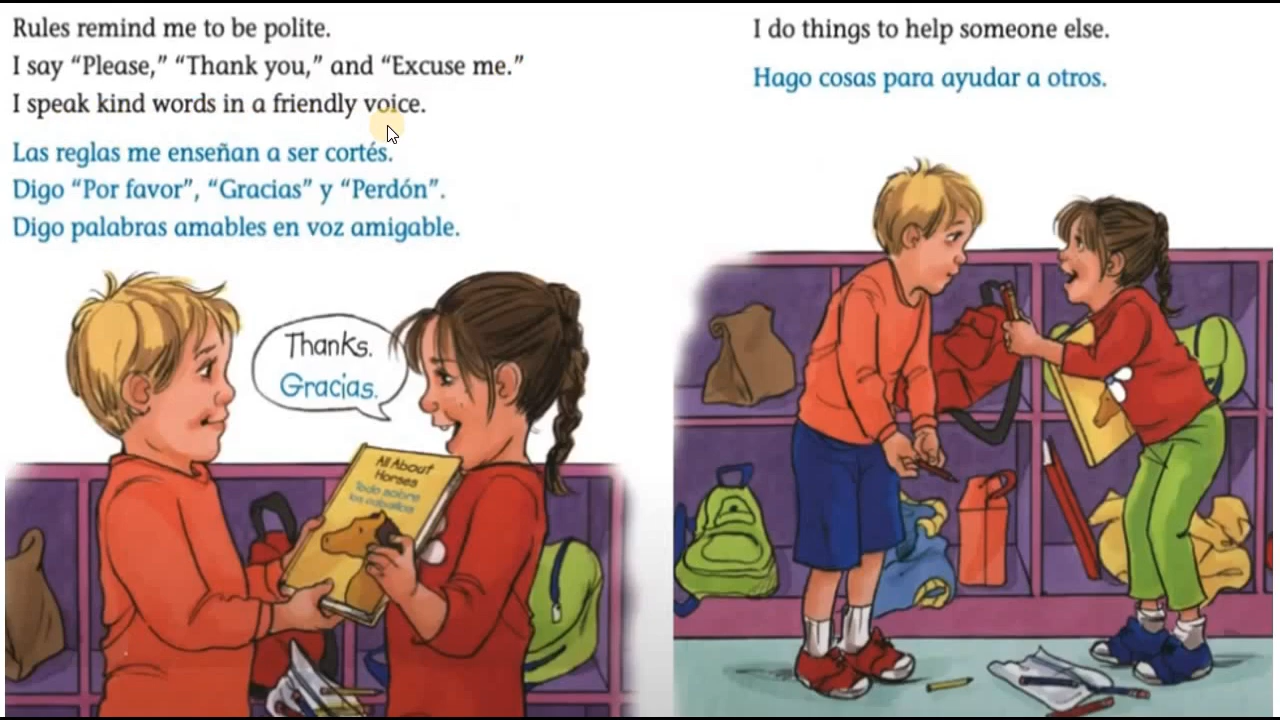 Rules remind me to be polite.
I say “Please,” “Thank you,” and “Excuse me.”
I speak kind words in a friendly voice.
Las reglas me enseñan a ser cortés.
Digo “Por favor”, “Gracias” y “Perdón”.
Digo palabras amables en voz amigable.
Thanks.
Gracias.
All About
Horses
Todo sobre
los caballos
I do things to help someone else.
Hago cosas para ayudar a otros.